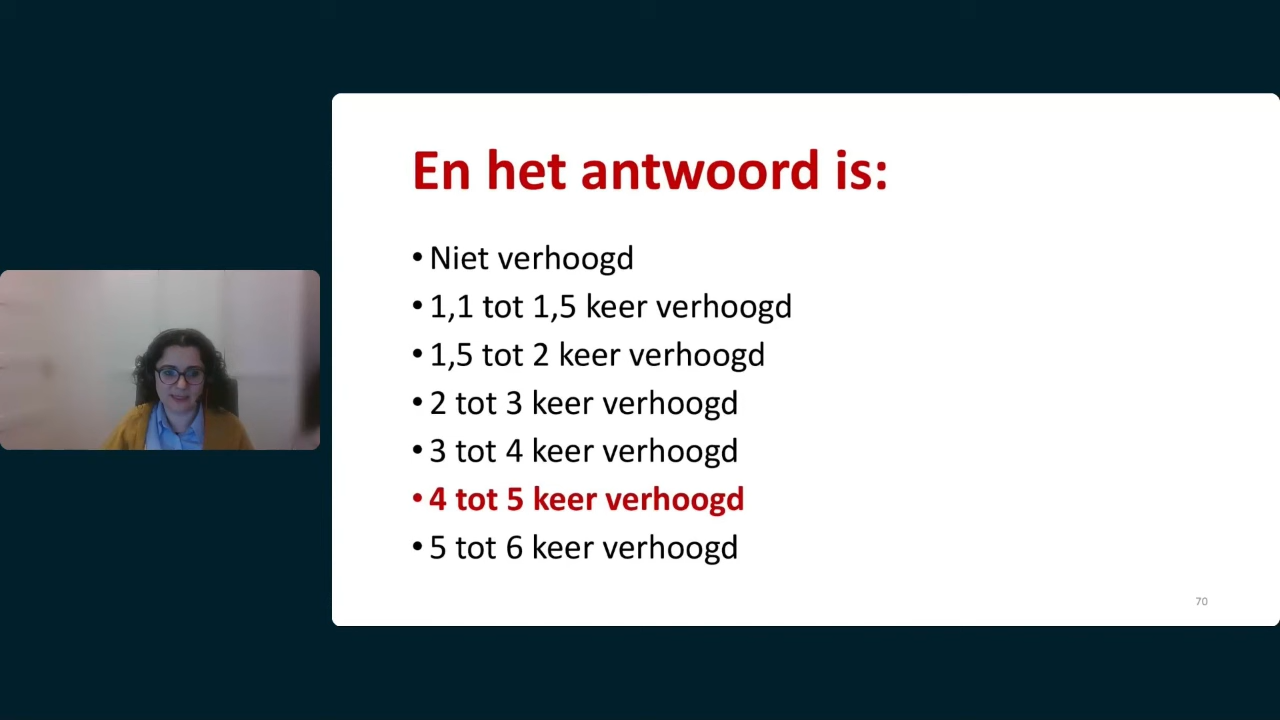 En het antwoord is:
• Niet verhoogd
• 1,1 tot 1,5 keer verhoogd
• 1,5 tot 2 keer verhoogd
• 2 tot 3 keer verhoogd
• 3 tot 4 keer verhoogd
• 4 tot 5 keer verhoogd
• 5 tot 6 keer verhoogd
70